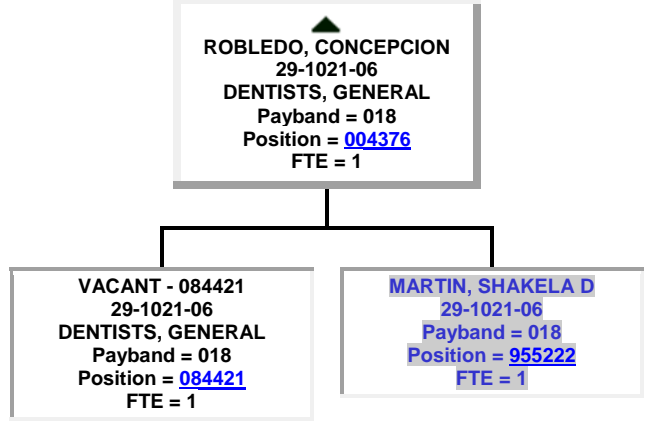 ROBLEDO, CONCEPCION
29-1021-06
DENTISTS, GENERAL
Payband = 018
Position = 004376
FTE = 1
VACANT - 084421
29-1021-06
DENTISTS, GENERAL
Payband = 018
Position = 084421
FTE = 1
MARTIN, SHAKELA D
29-1021-06
Payband = 018
Position = 955222
FTE = 1